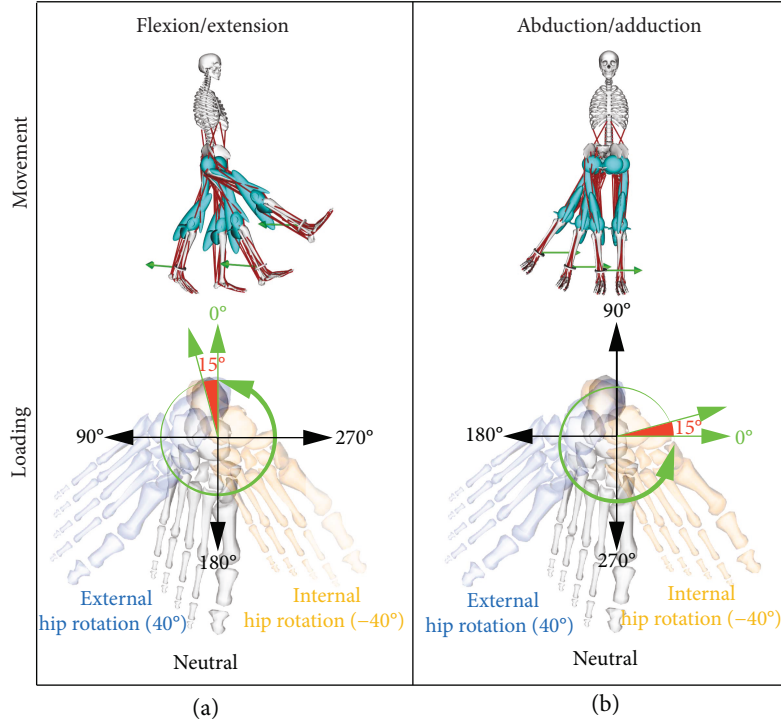 Flexion/extension
Abduction/adduction
Movement
Loading
0°
15°
90°
270°
180°
External
hip rotation (40°)
Internal
hip rotation (−40°)
Neutral
90°
15°
180°
0°
270°
External
hip rotation (40°)
Internal
hip rotation (−40°)
Neutral
(a)
(b)